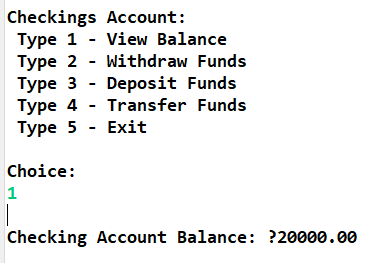 Checkings Account:
Type 1 - View Balance
Type 2 - Withdraw Funds
Type 3 - Deposit Funds
Type 4 - Transfer Funds
Type 5 - Exit
Choice:
1
Checking Account Balance: ?20000.00